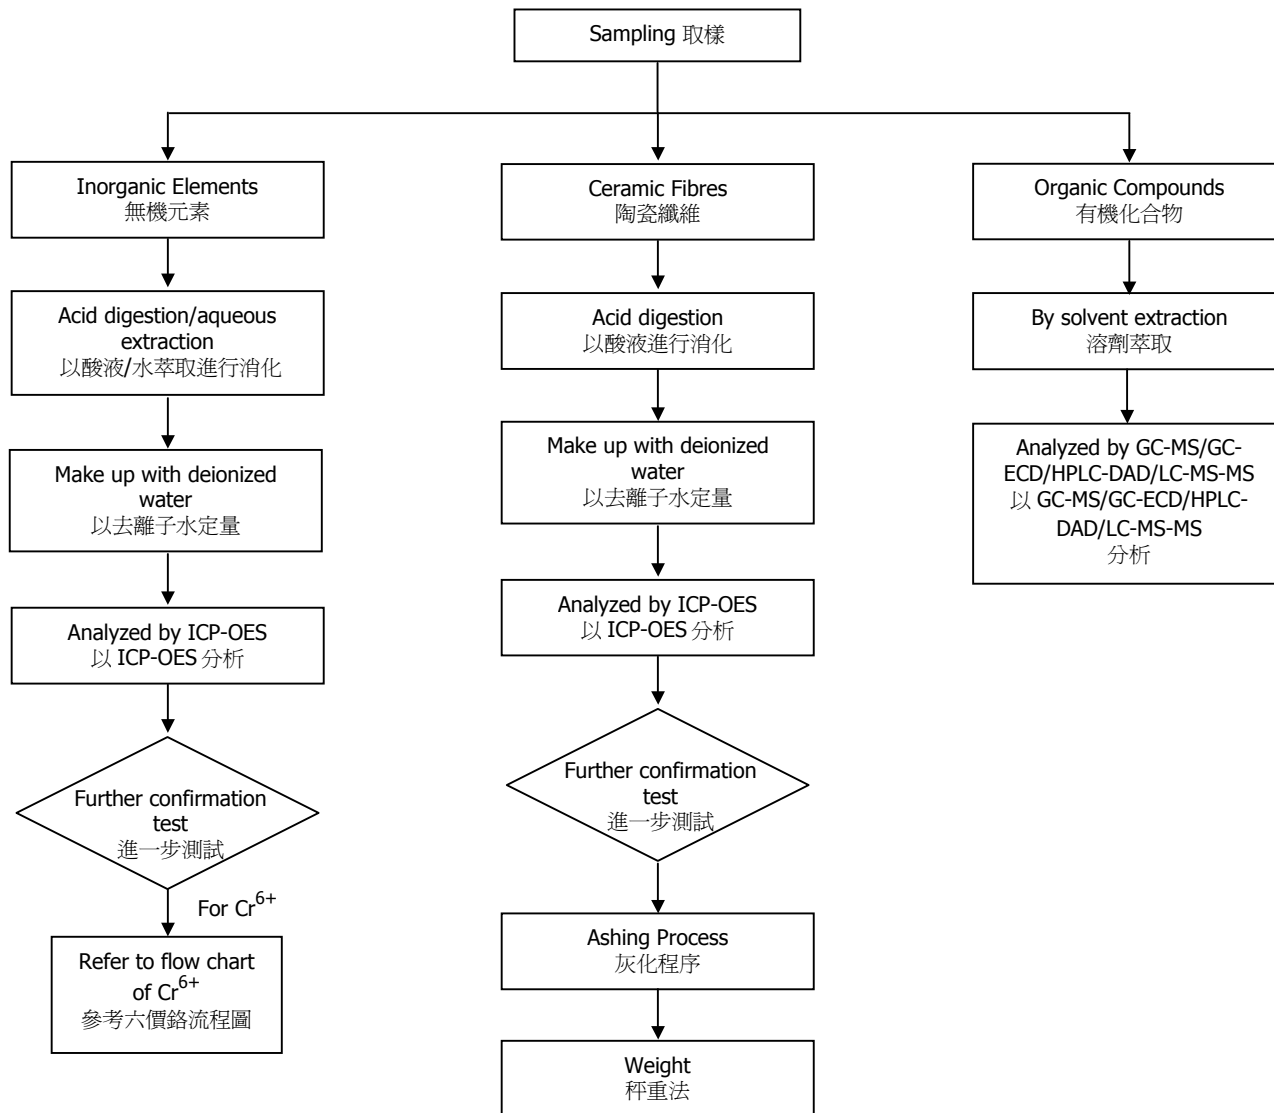 Sampling 取樣
Inorganic Elements
無機元素
Acid digestion/aqueous
extraction
以酸液/水萃取進行消化
Make up with deionized
water
以去離子水定量
Analyzed by ICP-OES
以 ICP-OES 分析
Further confirmation
test
進一步測試
For Cr⁶⁺
Refer to flow chart
of Cr⁶⁺
參考六價鉻流程圖
Ceramic Fibres
陶瓷纖維
Acid digestion
以酸液進行消化
Make up with deionized
water
以去離子水定量
Analyzed by ICP-OES
以 ICP-OES 分析
Further confirmation
test
進一步測試
Ashing Process
灰化程序
Weight
秤重法
Organic Compounds
有機化合物
By solvent extraction
溶劑萃取
Analyzed by GC-MS/GC-
ECD/HPLC-DAD/LC-MS-MS
以 GC-MS/GC-ECD/HPLC-
DAD/LC-MS-MS
分析